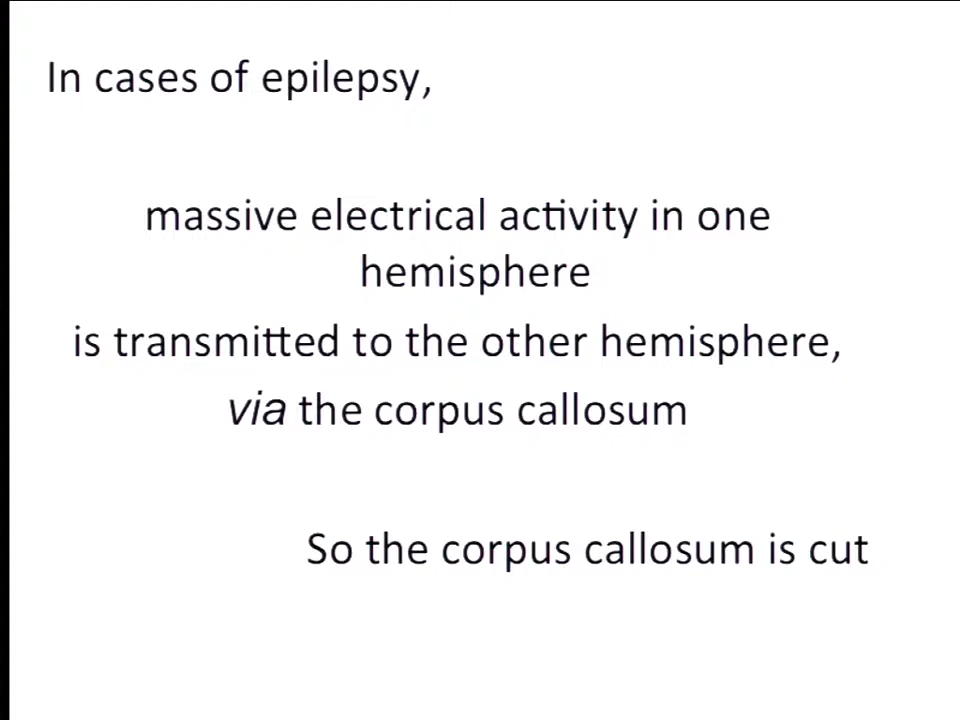 In cases of epilepsy,
massive electrical activity in one
hemisphere
is transmitted to the other hemisphere,
via the corpus callosum
So the corpus callosum is cut